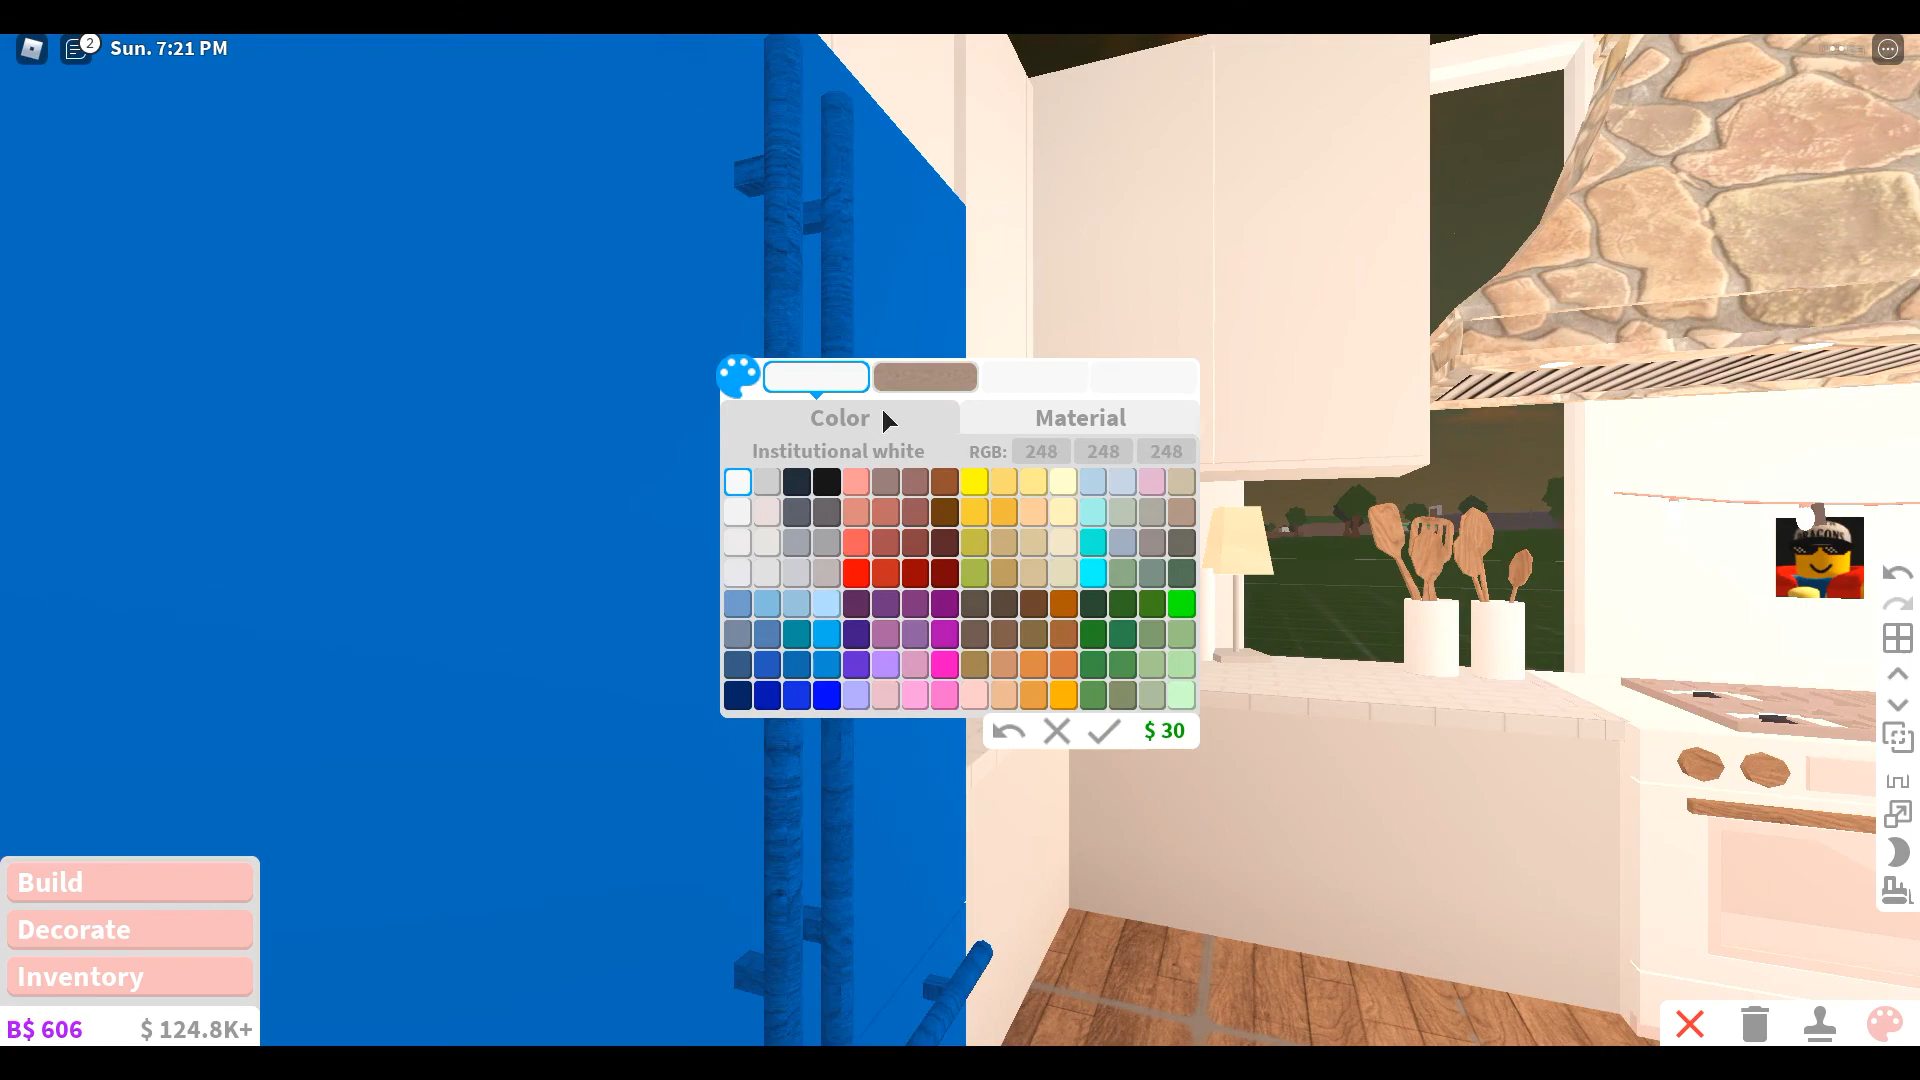 2 Sun. 7:21 PM
DRAGONS
Color Material
Institutional white RGB: 248 248 248
$ 30
Build
Decorate
Inventory
B$ 606 $ 124.8K+